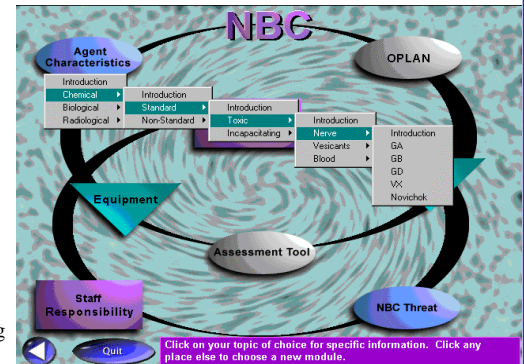 NBC
Agent
Characteristics
OPLAN
Introduction
Chemical
Biological
Radiological
Introduction
Standard
Non-Standard
Introduction
Toxic
Incapacitating
Introduction
Nerve
Vesicants
Blood
Introduction
GA
GB
GD
VX
Novichok
Equipment
Assessment Tool
Staff
Responsibility
NBC Threat
g
Quit
Click on your topic of choice for specific information. Click any
place else to choose a new module.